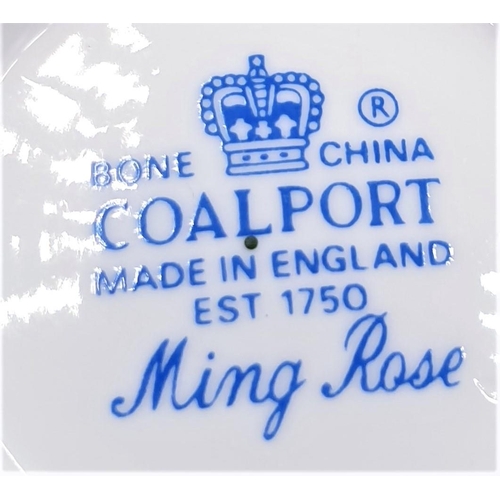 ®
BONE CHINA
COALPORT
MADE IN ENGLAND
EST 1750
Ming Rose